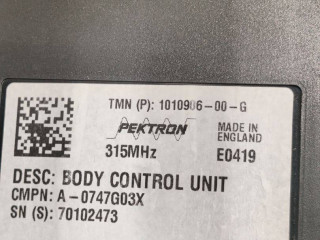 TMN (P): 1010906-00-G
PEKTRON
MADE IN
ENGLAND
315MHz
E0419
DESC: BODY CONTROL UNIT
CMPN: A-0747G03X
SN (S): 70102473